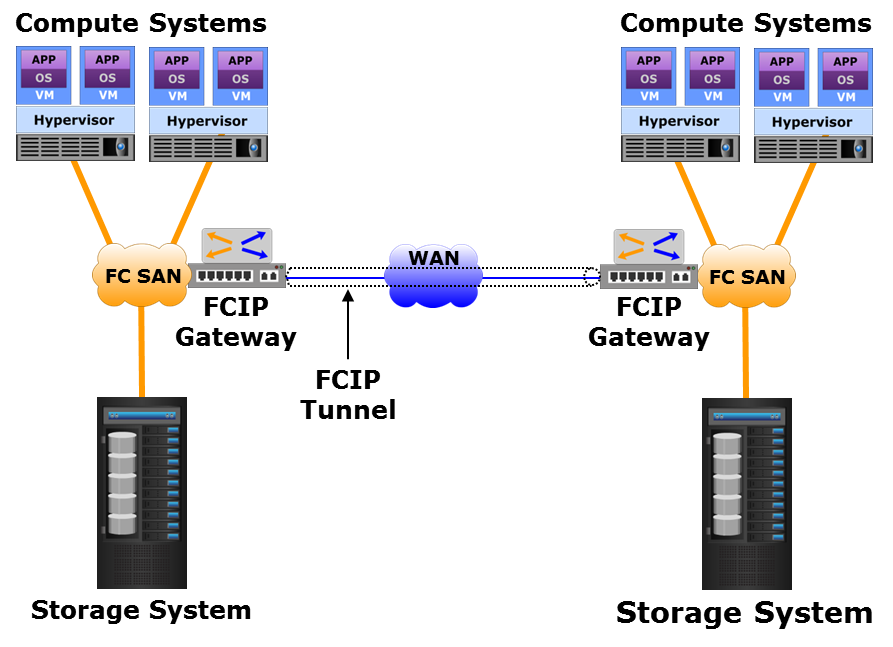 Compute Systems
Compute Systems
APP APP APP APP
OS OS OS OS
VM VM VM VM
Hypervisor Hypervisor
APP APP APP APP
OS OS OS OS
VM VM VM VM
Hypervisor Hypervisor
FC SAN
WAN
FC SAN
FCIP
Gateway
FCIP
Gateway
FCIP
Tunnel
Storage System
Storage System